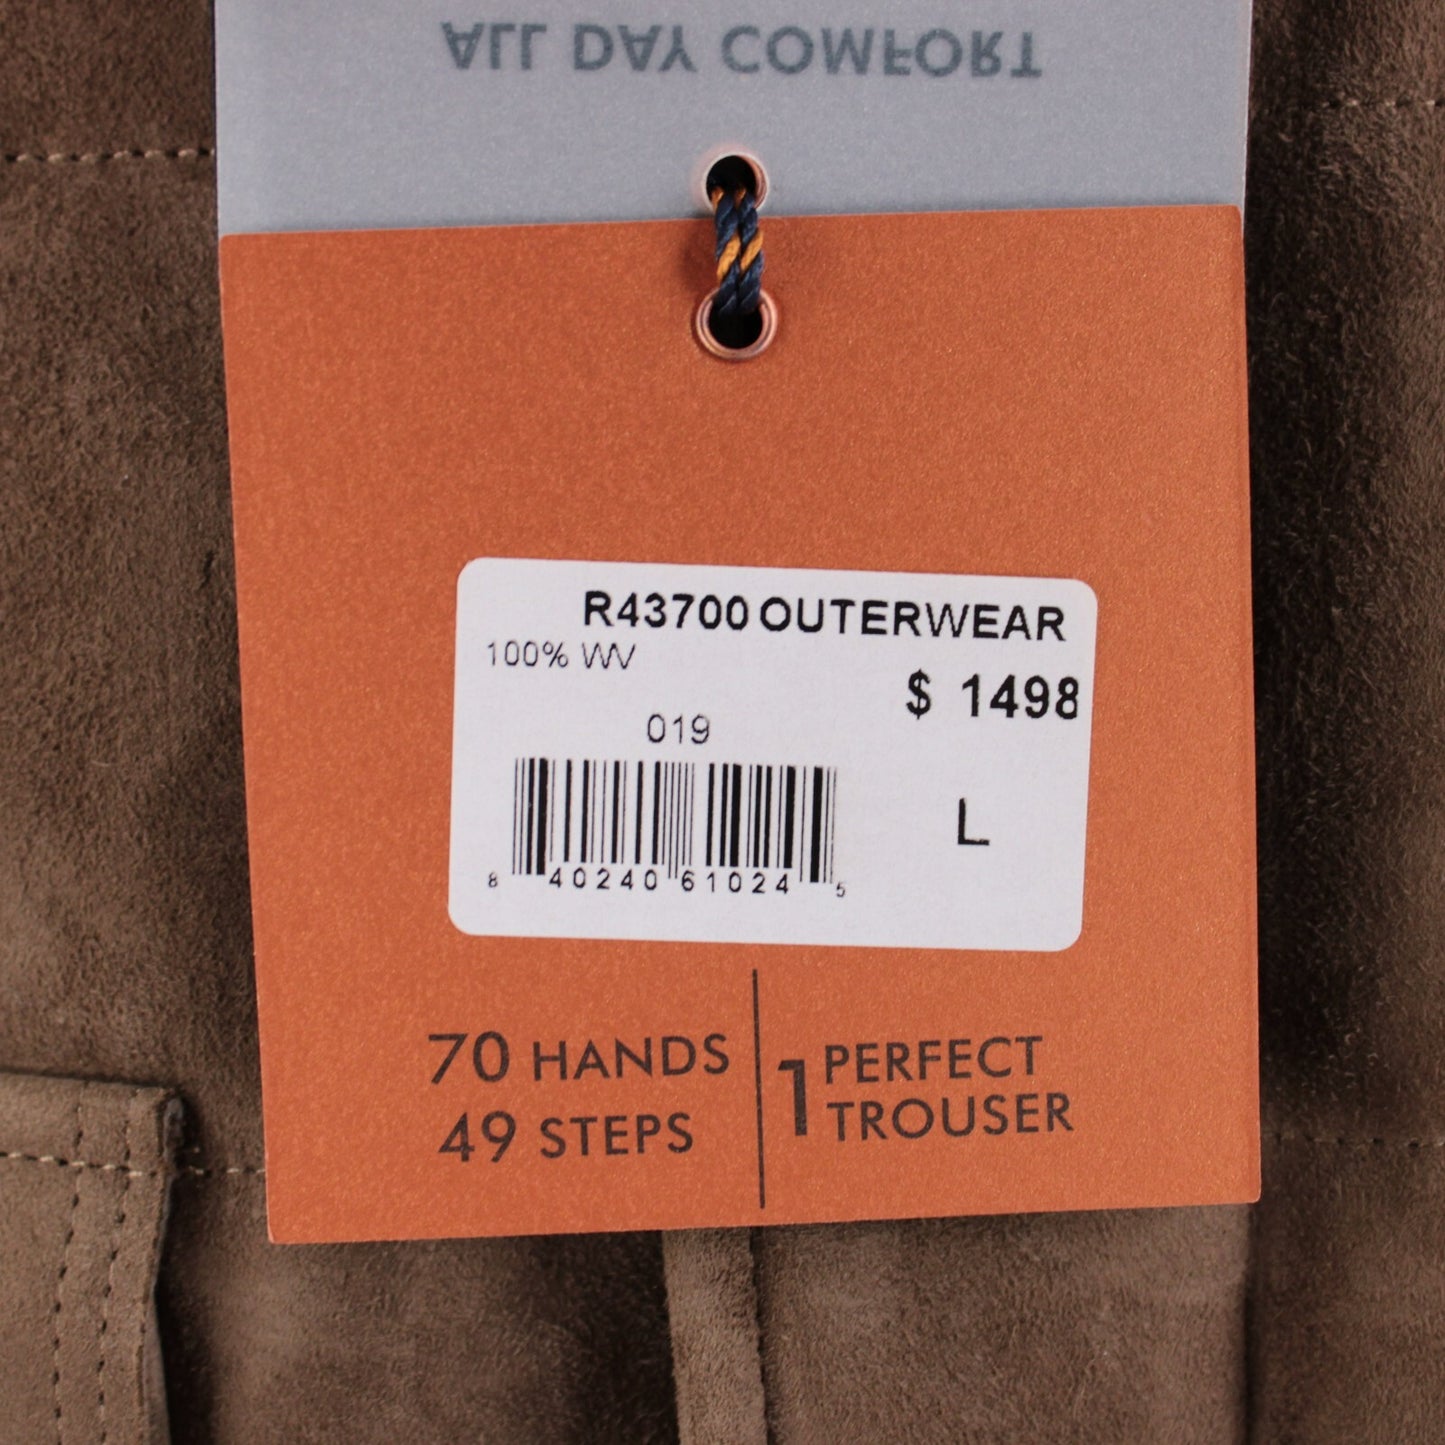 ALL DAY COMFORT
R43700 OUTERWEAR
100% WV
$ 1498
019
L
8 40240 61024 5
70 HANDS
49 STEPS
1 PERFECT
TROUSER